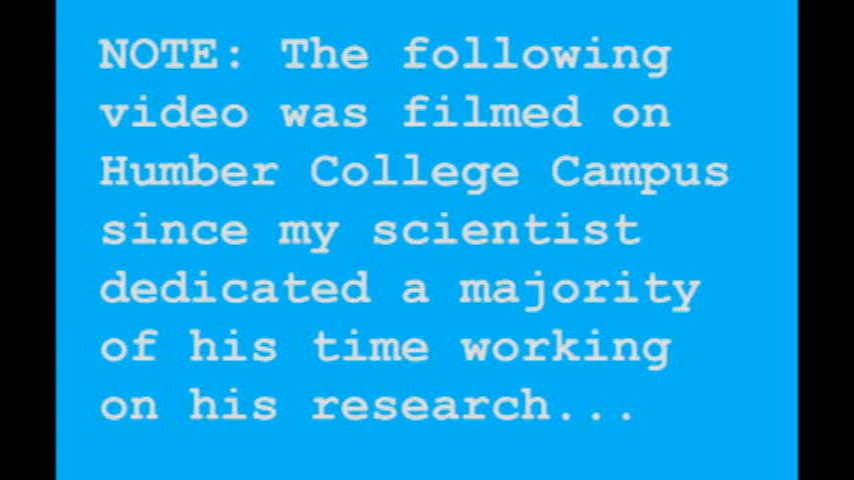 NOTE: The following
video was filmed on
Humber College Campus
since my scientist
dedicated a majority
of his time working
on his research...